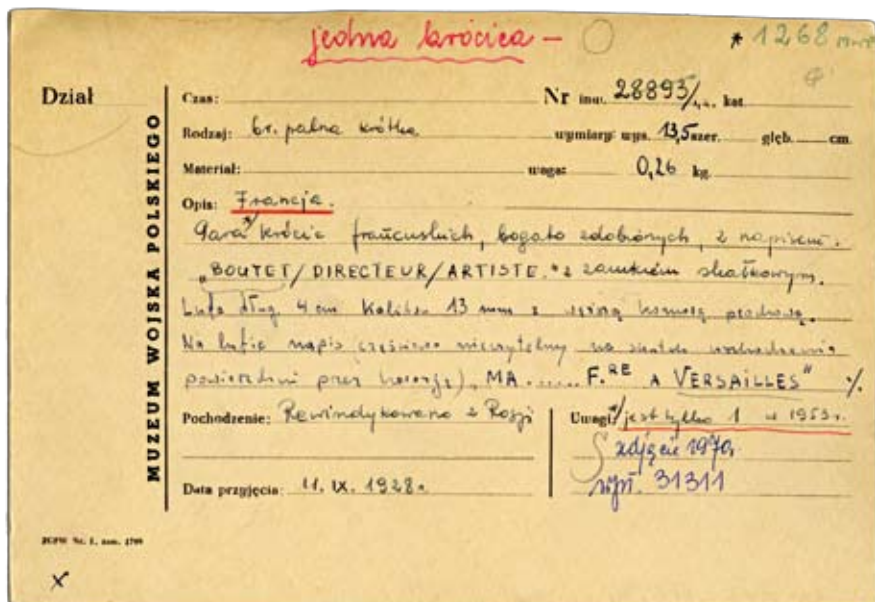 jedna krócica —
* 1268
Dział
MUZEUM WOJSKA POLSKIEGO
Czas: Nr inw. 28893/ kat.
Rodzaj: br. palna krótka wymiary: wys. 13,5 szer. głęb. cm.
Materiał: waga: 0,26 kg.
Opis: Francja.
Para krócic francuskich, bogato zdobionych, z napisem:
„BOUTET/DIRECTEUR/ARTISTE." z zamkiem skałkowym.
Lufa dług. 4 cm Kaliber 13 mm z komorą prochową.
Na lufie napis (częściowo nieczytelny na skutek uszkodzenia
powierzchni przez korozję), MA ..... F.RE A VERSAILLES" %
Pochodzenie: Rewindykowano z Rosji Uwagi: jest tylko 1 w 1953 r.
zdjęcie 1970
31311
Data przyjęcia: 11. IX. 1928 r.
x